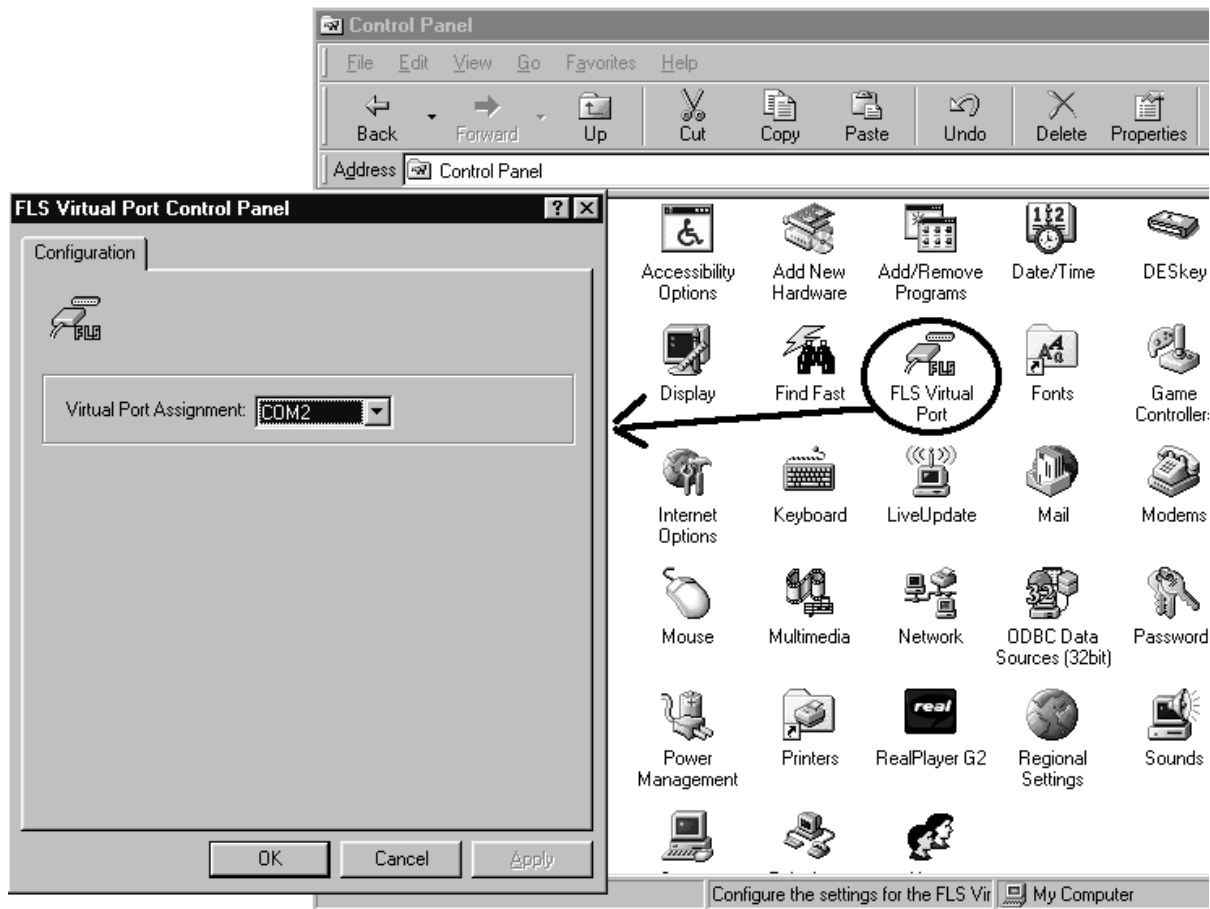 Control Panel
File Edit View Go Favorites Help
Back Forward Up Cut Copy Paste Undo Delete Properties
Address Control Panel
FLS Virtual Port Control Panel
Configuration
FLS
Virtual Port Assignment: COM2
OK Cancel Apply
Accessibility Options
Add New Hardware
Add/Remove Programs
Date/Time
DESkey
Display
Find Fast
FLS
FLS Virtual Port
Fonts
Game Controller
Internet Options
Keyboard
LiveUpdate
Mail
Modems
Mouse
Multimedia
Network
32
ODBC Data Sources (32bit)
Password
Power Management
Printers
real
RealPlayer G2
Regional Settings
Sounds
Configure the settings for the FLS Vir
My Computer